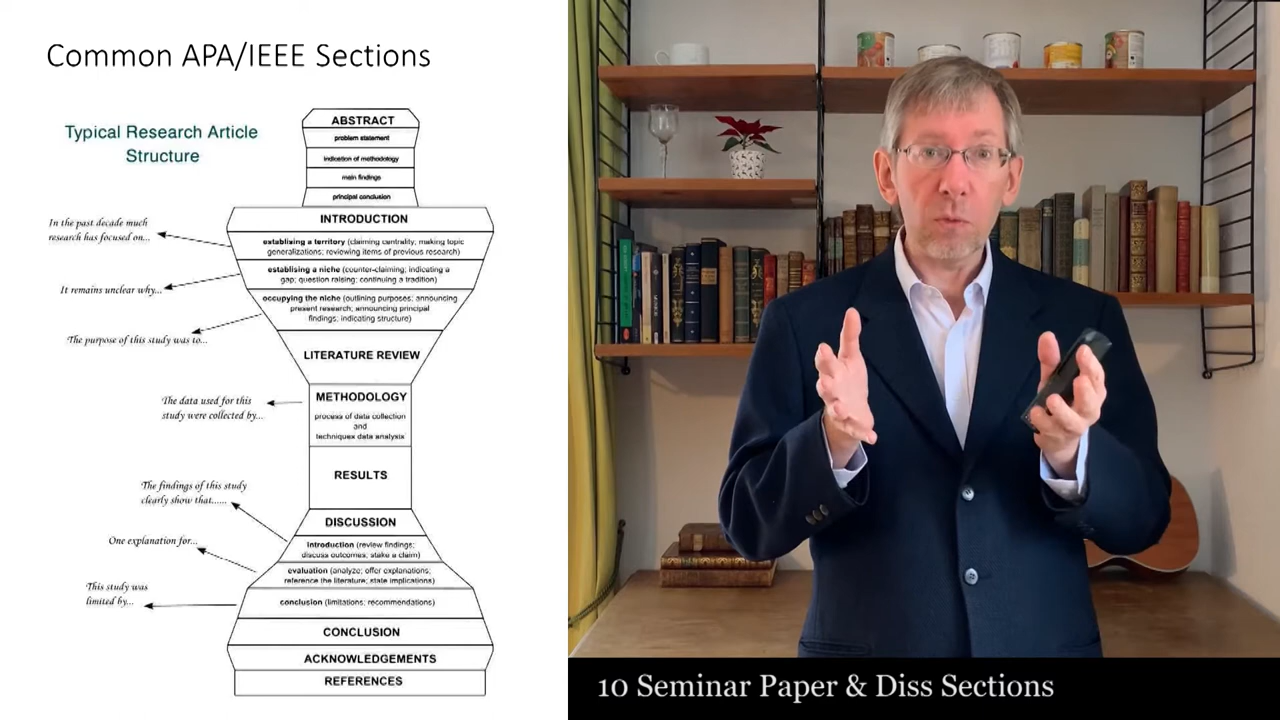 Common APA/IEEE Sections
Typical Research Article
Structure
ABSTRACT
problem statement
indication of methodology
main findings
principal conclusion
INTRODUCTION
establising a territory (claiming centrality; making topic
generalizations; reviewing items of previous research)
establising a niche (counter-claiming; indicating a
gap; question raising; continuing a tradition)
occupying the niche (outlining purposes; announcing
present research; announcing principal
findings; indicating structure)
LITERATURE REVIEW
METHODOLOGY
process of data collection
and
techniques data analysis
RESULTS
DISCUSSION
introduction (review findings;
discuss outcomes; stake a claim)
evaluation (analyze; offer explanations;
reference the literature; state implications)
conclusion (limitations; recommendations)
CONCLUSION
ACKNOWLEDGEMENTS
REFERENCES
In the past decade much
research has focused on...
It remains unclear why...
The purpose of this study was to...
The data used for this
study were collected by...
The findings of this study
clearly show that......
One explanation for...
This study was
limited by...
10 Seminar Paper & Diss Sections